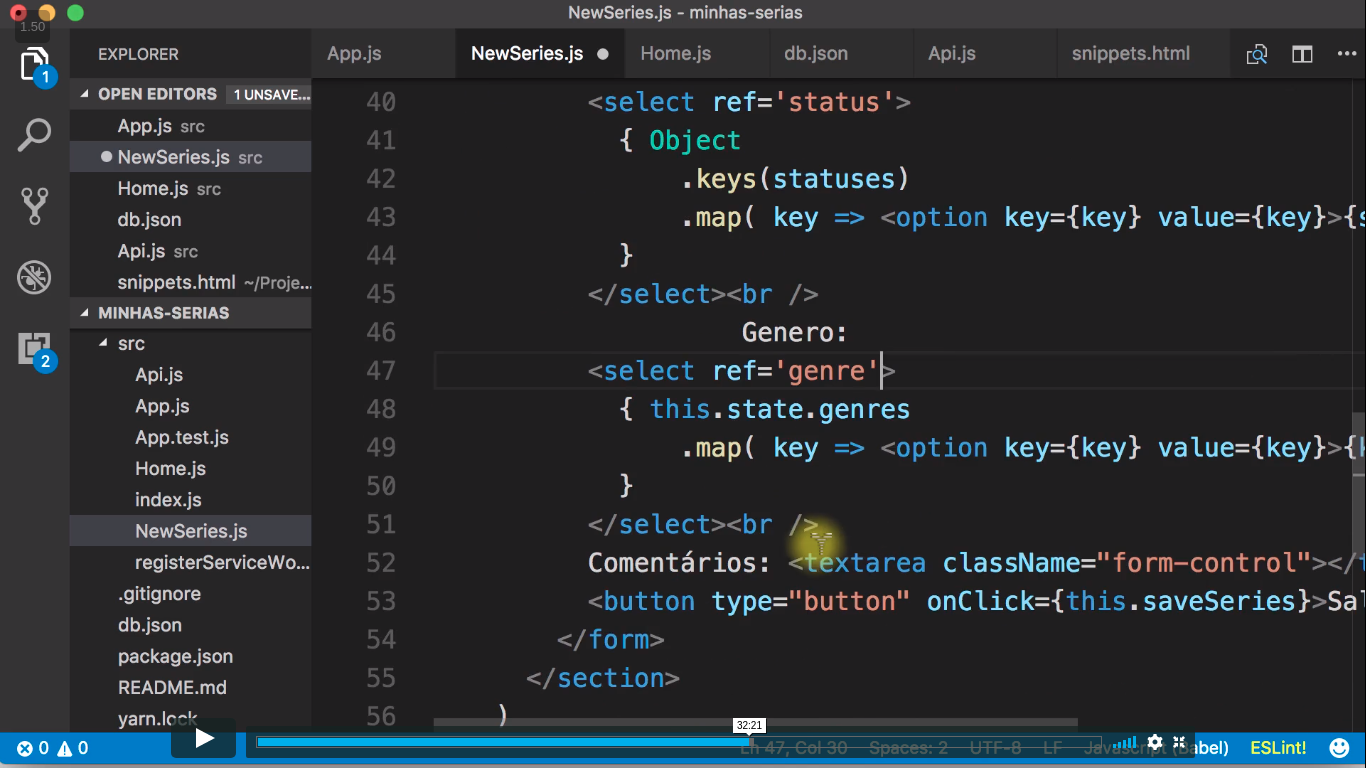 NewSeries.js - minhas-serias
1.50
EXPLORER
App.js
NewSeries.js
Home.js
db.json
Api.js
snippets.html
1
OPEN EDITORS
1 UNSAVE...
App.js src
NewSeries.js src
Home.js src
db.json
Api.js src
snippets.html ~/Proje...
MINHAS-SERIAS
2
src
Api.js
App.js
App.test.js
Home.js
index.js
NewSeries.js
registerServiceWo...
.gitignore
db.json
package.json
README.md
yarn.lock
40 <select ref='status'>
41 { Object
42 .keys(statuses)
43 .map( key => <option key={key} value={key}>{s
44 }
45 </select><br />
46 Genero:
47 <select ref='genre'>
48 { this.state.genres
49 .map( key => <option key={key} value={key}>{k
50 }
51 </select><br />
52 Comentários: <textarea className="form-control"></t
53 <button type="button" onClick={this.saveSeries}>Sal
54 </form>
55 </section>
56 )
32:21
0 0
Ln 47, Col 30 Spaces: 2 UTF-8 LF Javascript (Babel) ESLint!